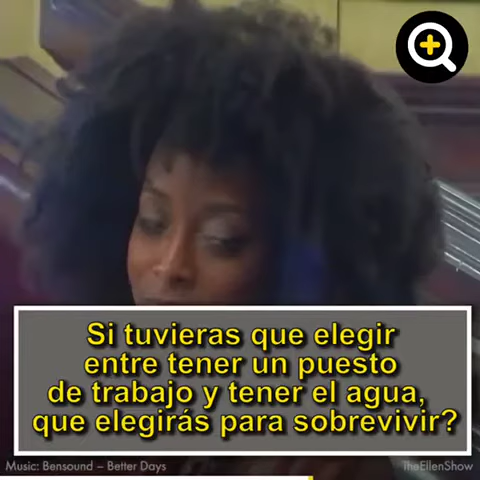 Si tuvieras que elegir
entre tener un puesto
de trabajo y tener el agua,
que elegirás para sobrevivir?
Music: Bensound – Better Days
TheEllenShow